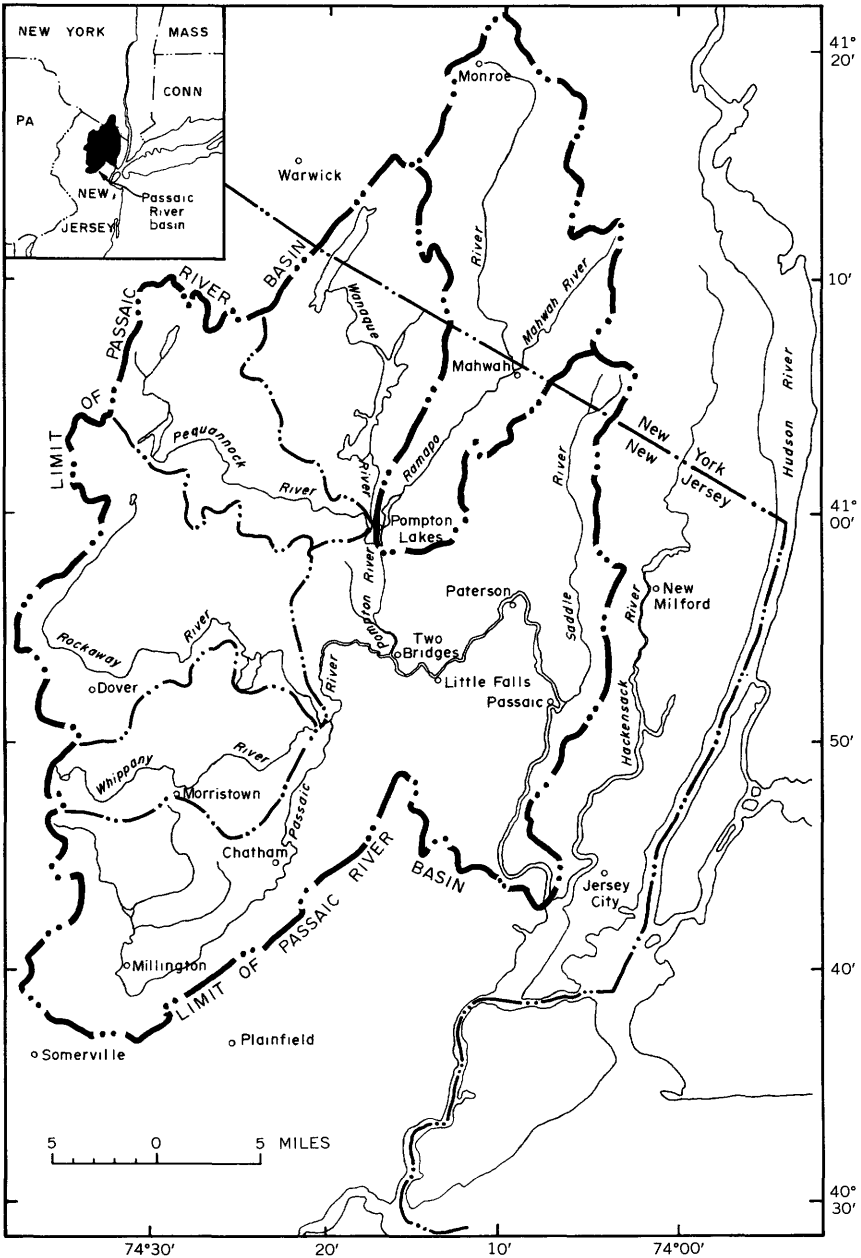 NEW YORK
MASS
CONN
PA
NEW
JERSEY
Passaic
River
basin
41°
20'
Monroe
Warwick
10'
River
Mahwah River
LIMIT OF PASSAIC RIVER BASIN
Wanaque
River
Mahwah
Hudson River
Ramapo
River
New York
New Jersey
Pequannock
River
Pompton
Lakes
41°
00'
Pompton River
Paterson
Saddle
New
Milford
River
Hackensack
Two
Bridges
Rockaway
River
River
Dover
Little Falls
Passaic
50'
Whippany
River
Morristown
Passaic
Chatham
LIMIT OF PASSAIC RIVER BASIN
Jersey
City
Millington
40'
Somerville
Plainfield
5 0 5 MILES
40°
30'
74°30'
20'
10'
74°00'